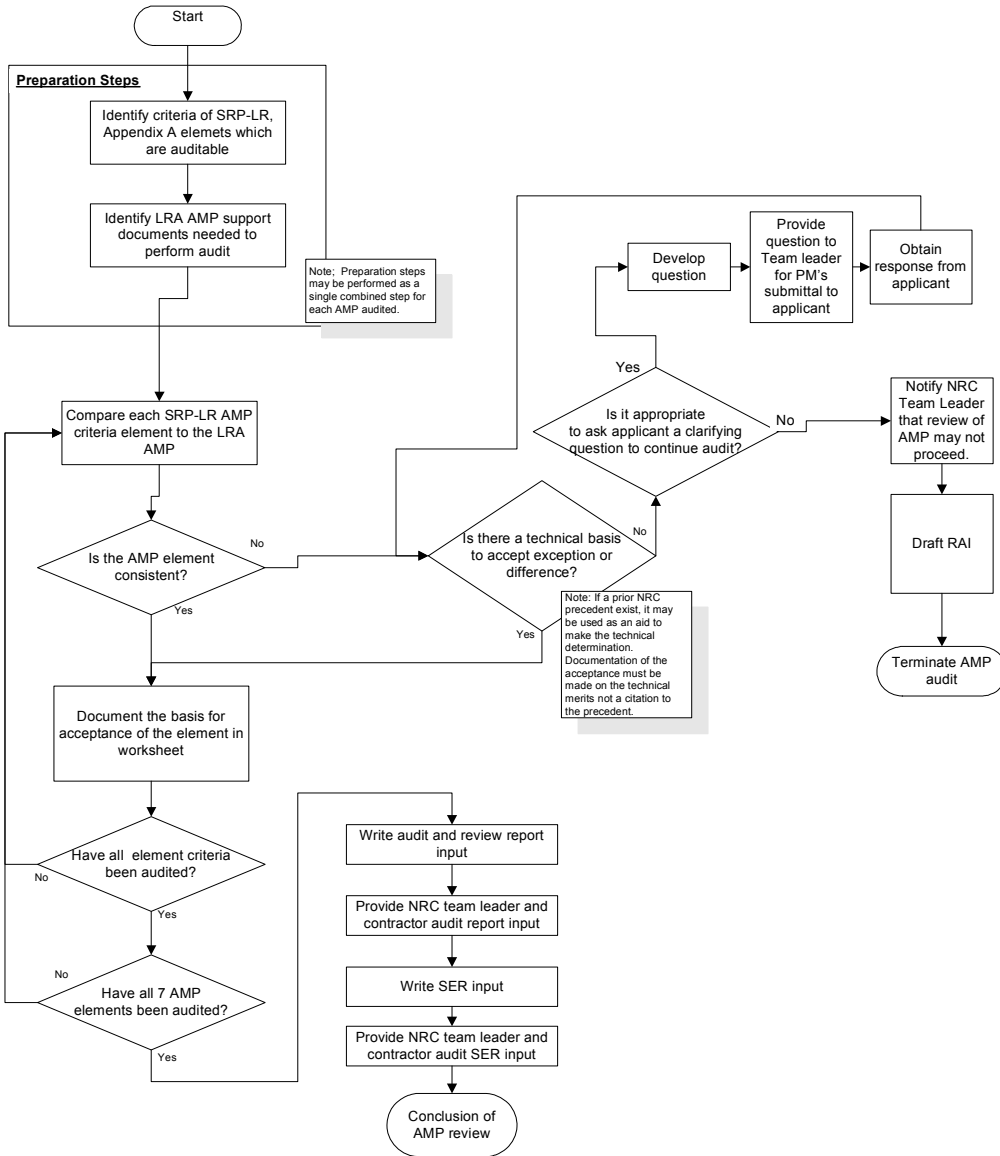 Start
Preparation Steps
Identify criteria of SRP-LR,
Appendix A elemets which
are auditable
Identify LRA AMP support
documents needed to
perform audit
Note; Preparation steps
may be performed as a
single combined step for
each AMP audited.
Compare each SRP-LR AMP
criteria element to the LRA
AMP
Is the AMP element
consistent?
No
Yes
Is there a technical basis
to accept exception or
difference?
No
Yes
Note: If a prior NRC
precedent exist, it may
be used as an aid to
make the technical
determination.
Documentation of the
acceptance must be
made on the technical
merits not a citation to
the precedent.
Is it appropriate
to ask applicant a clarifying
question to continue audit?
Yes
No
Develop
question
Provide
question to
Team leader
for PM's
submittal to
applicant
Obtain
response from
applicant
Notify NRC
Team Leader
that review of
AMP may not
proceed.
Draft RAI
Terminate AMP
audit
Document the basis for
acceptance of the element in
worksheet
Have all element criteria
been audited?
No
Yes
Have all 7 AMP
elements been audited?
No
Yes
Write audit and review report
input
Provide NRC team leader and
contractor audit report input
Write SER input
Provide NRC team leader and
contractor audit SER input
Conclusion of
AMP review